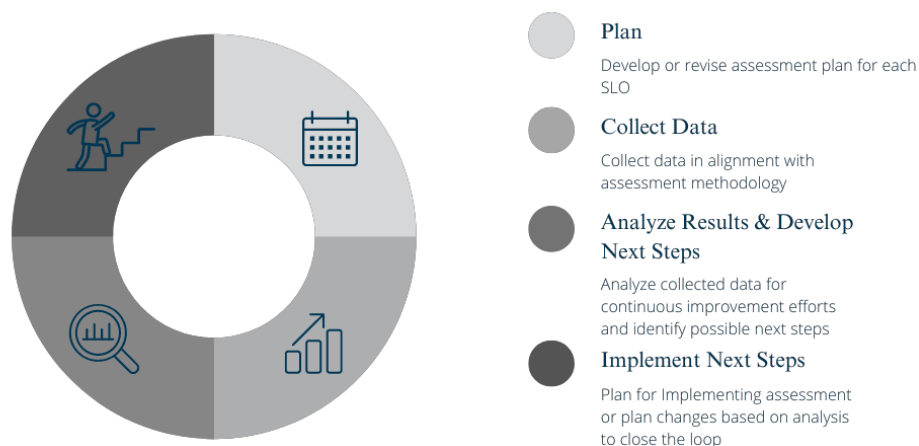 Plan
Develop or revise assessment plan for each
SLO
Collect Data
Collect data in alignment with
assessment methodology
Analyze Results & Develop
Next Steps
Analyze collected data for
continuous improvement efforts
and identify possible next steps
Implement Next Steps
Plan for Implementing assessment
or plan changes based on analysis
to close the loop